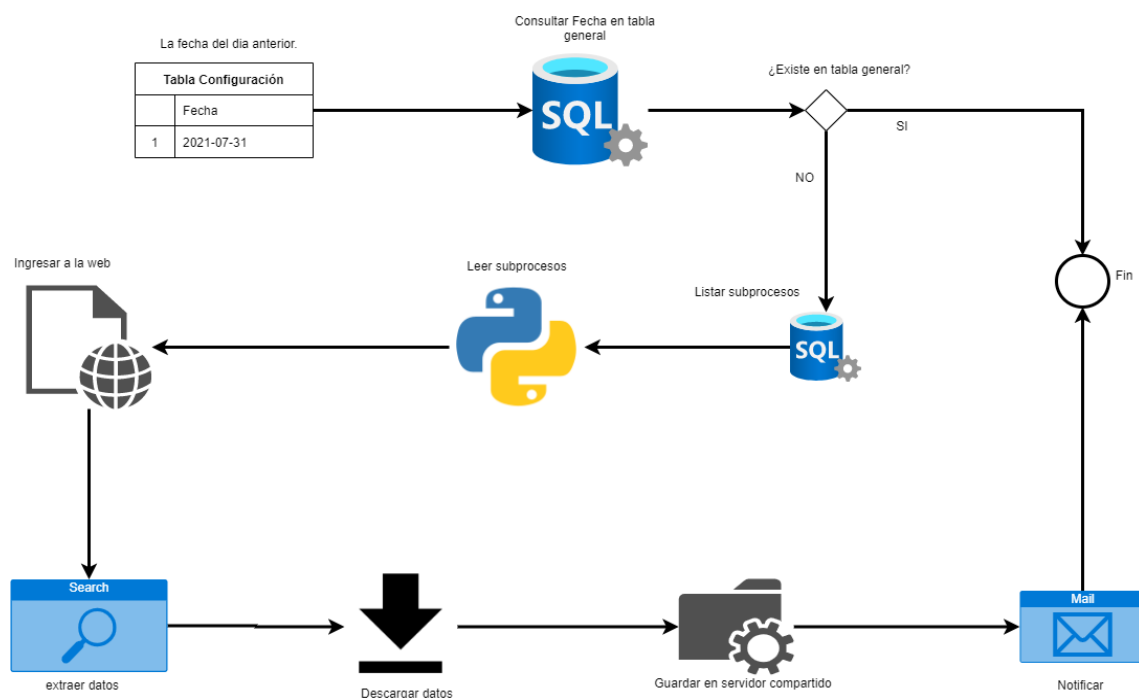 Consultar Fecha en tabla
general
La fecha del dia anterior.
Tabla Configuración
Fecha
1 2021-07-31
SQL
¿Existe en tabla general?
SI
NO
Fin
Ingresar a la web
Leer subprocesos
Listar subprocesos
SQL
Search
extraer datos
Descargar datos
Guardar en servidor compartido
Mail
Notificar